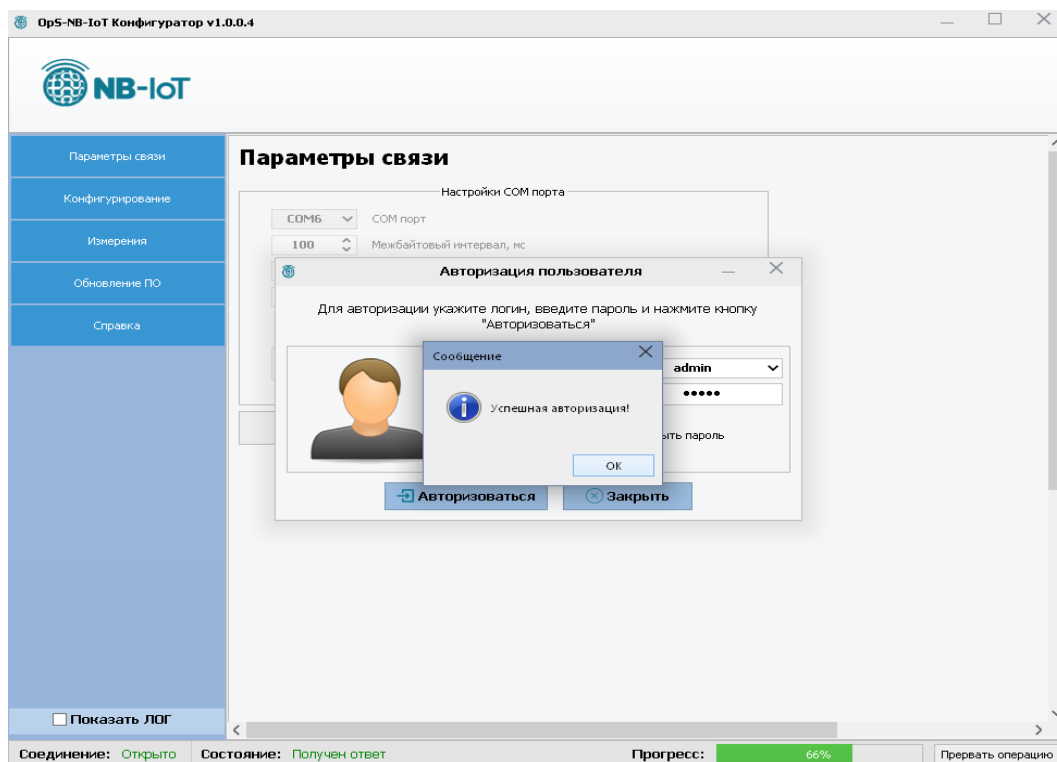 OpS-NB-IoT Конфигуратор v1.0.0.4
NB-IoT
Параметры связи
Конфигурирование
Измерения
Обновление ПО
Справка
Параметры связи
Настройки COM порта
COM6 COM порт
100 Межбайтовый интервал, мс
Авторизация пользователя
Для авторизации укажите логин, введите пароль и нажмите кнопку
"Авторизоваться"
Сообщение
admin
•••••
Успешная авторизация!
ыть пароль
OK
Авторизоваться
Закрыть
Показать ЛОГ
Соединение: Открыто Состояние: Получен ответ Прогресс: 66% Прервать операцию